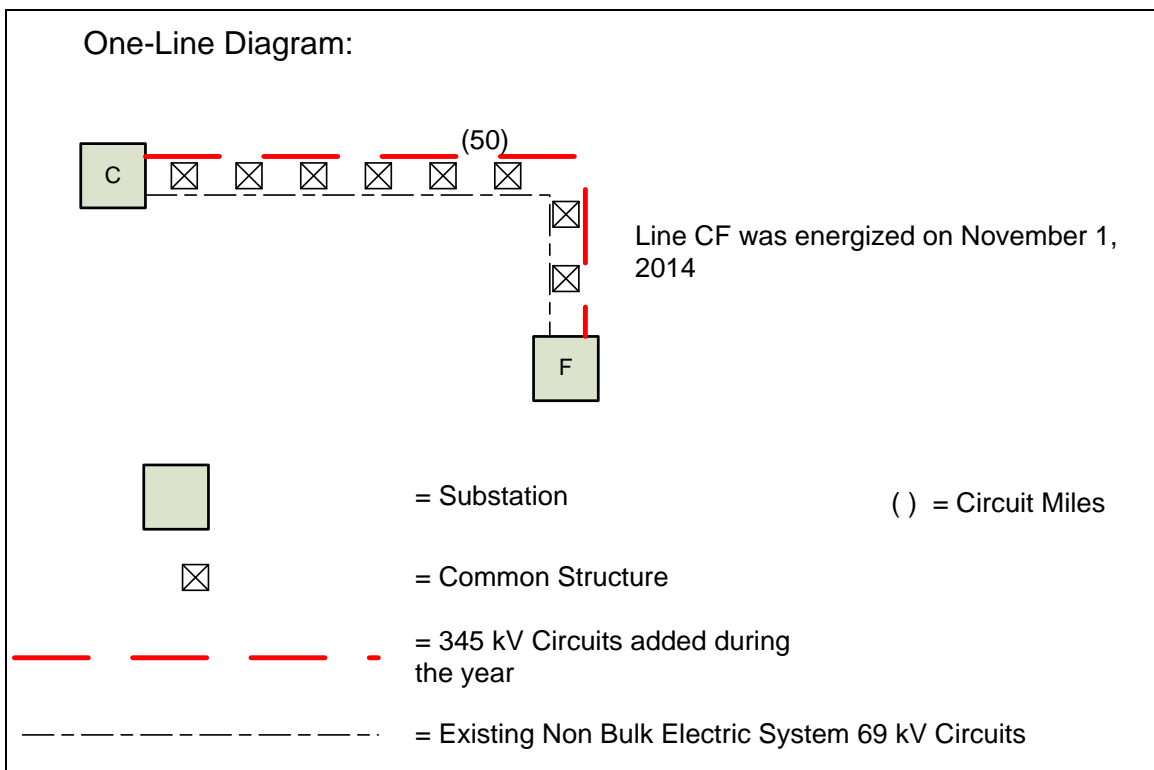 One-Line Diagram:
(50)
C
Line CF was energized on November 1,
2014
F
= Substation
( ) = Circuit Miles
= Common Structure
= 345 kV Circuits added during
the year
= Existing Non Bulk Electric System 69 kV Circuits